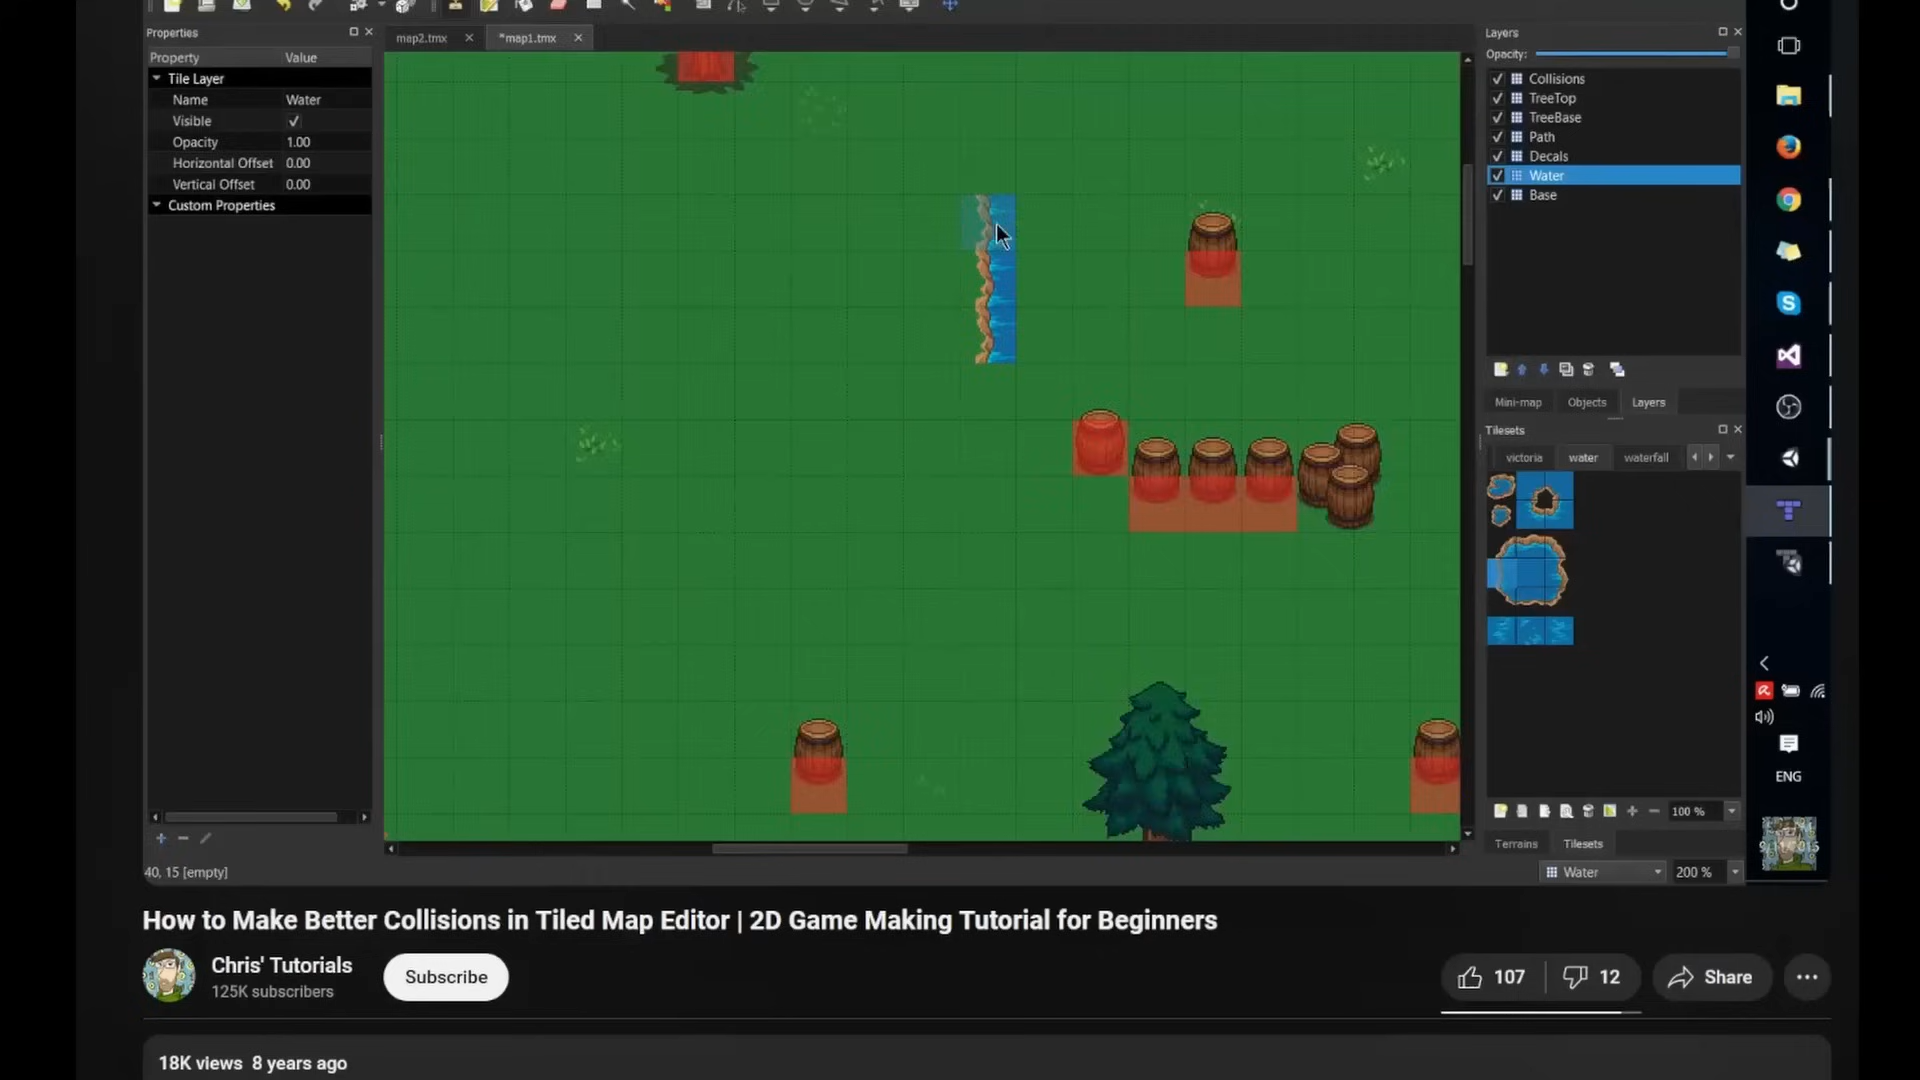 Properties
Property Value
Tile Layer
Name Water
Visible
Opacity 1.00
Horizontal Offset 0.00
Vertical Offset 0.00
Custom Properties
map2.tmx
*map1.tmx
Layers
Opacity:
Collisions
TreeTop
TreeBase
Path
Decals
Water
Base
Mini-map Objects Layers
Tilesets
victoria water waterfall
100 %
Terrains Tilesets
40, 15 [empty]
Water 200 %
ENG
How to Make Better Collisions in Tiled Map Editor | 2D Game Making Tutorial for Beginners
Chris' Tutorials
125K subscribers
Subscribe
107
12
Share
18K views 8 years ago